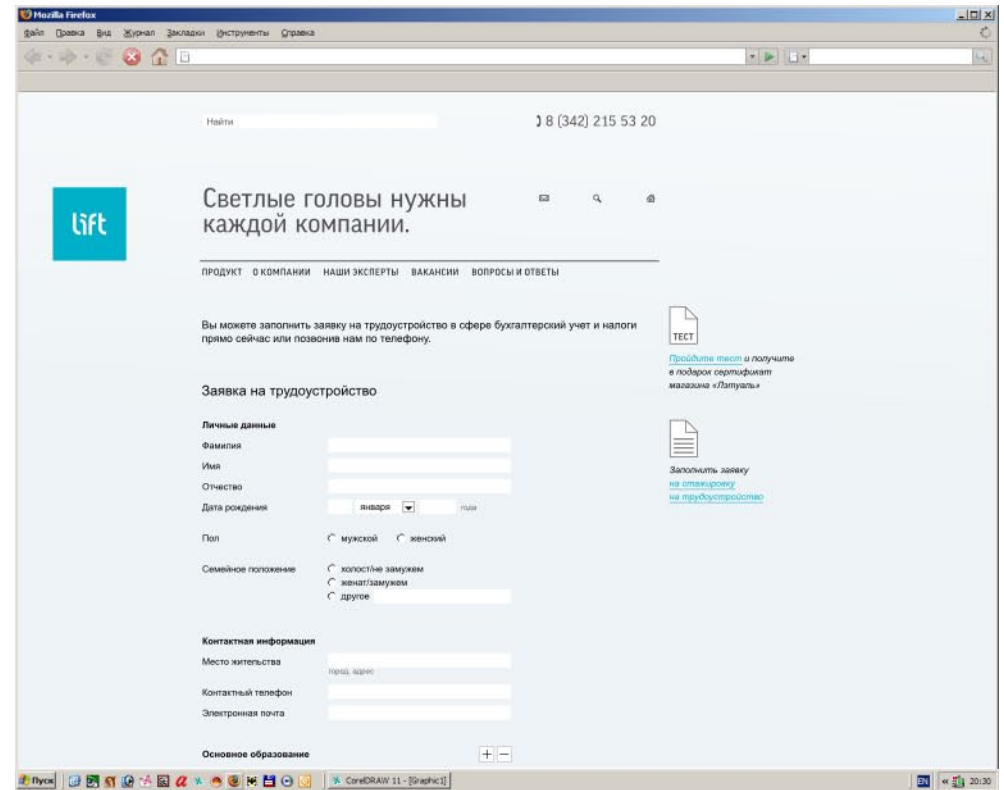 Mozilla Firefox
Файл Правка Вид Журнал Закладки Инструменты Справка
Найти
8 (342) 215 53 20
lift
Светлые головы нужны
каждой компании.
ПРОДУКТ О КОМПАНИИ НАШИ ЭКСПЕРТЫ ВАКАНСИИ ВОПРОСЫ И ОТВЕТЫ
Вы можете заполнить заявку на трудоустройство в сфере бухгалтерский учет и налоги
прямо сейчас или позвонив нам по телефону.
ТЕСТ
Пройдите тест и получите
в подарок сертификат
магазина «Лэтуаль»
Заявка на трудоустройство
Личные данные
Фамилия
Имя
Отчество
Дата рождения января года
Пол мужской женский
Семейное положение холост/не замужем
женат/замужем
другое
Заполнить заявку
на стажировку
на трудоустройство
Контактная информация
Место жительства
город, адрес
Контактный телефон
Электронная почта
Основное образование + −
Пуск CorelDRAW 11 - [Graphic1] EN « 20:30